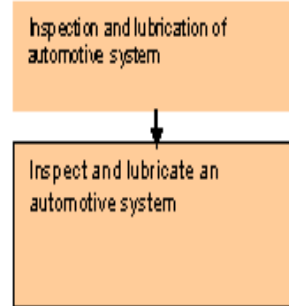 Inspection and lubrication of
automotive system
Inspect and lubricate an
automotive system